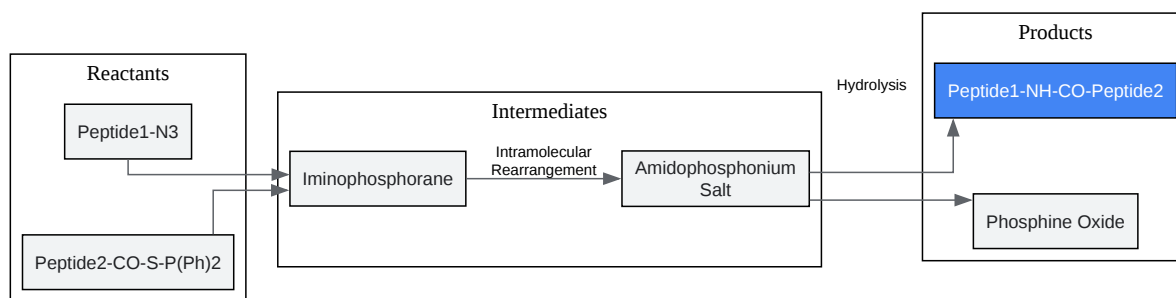 Reactants
Peptide1-N3
Peptide2-CO-S-P(Ph)2
Intermediates
Iminophosphorane
Intramolecular
Rearrangement
Amidophosphonium
Salt
Hydrolysis
Products
Peptide1-NH-CO-Peptide2
Phosphine Oxide